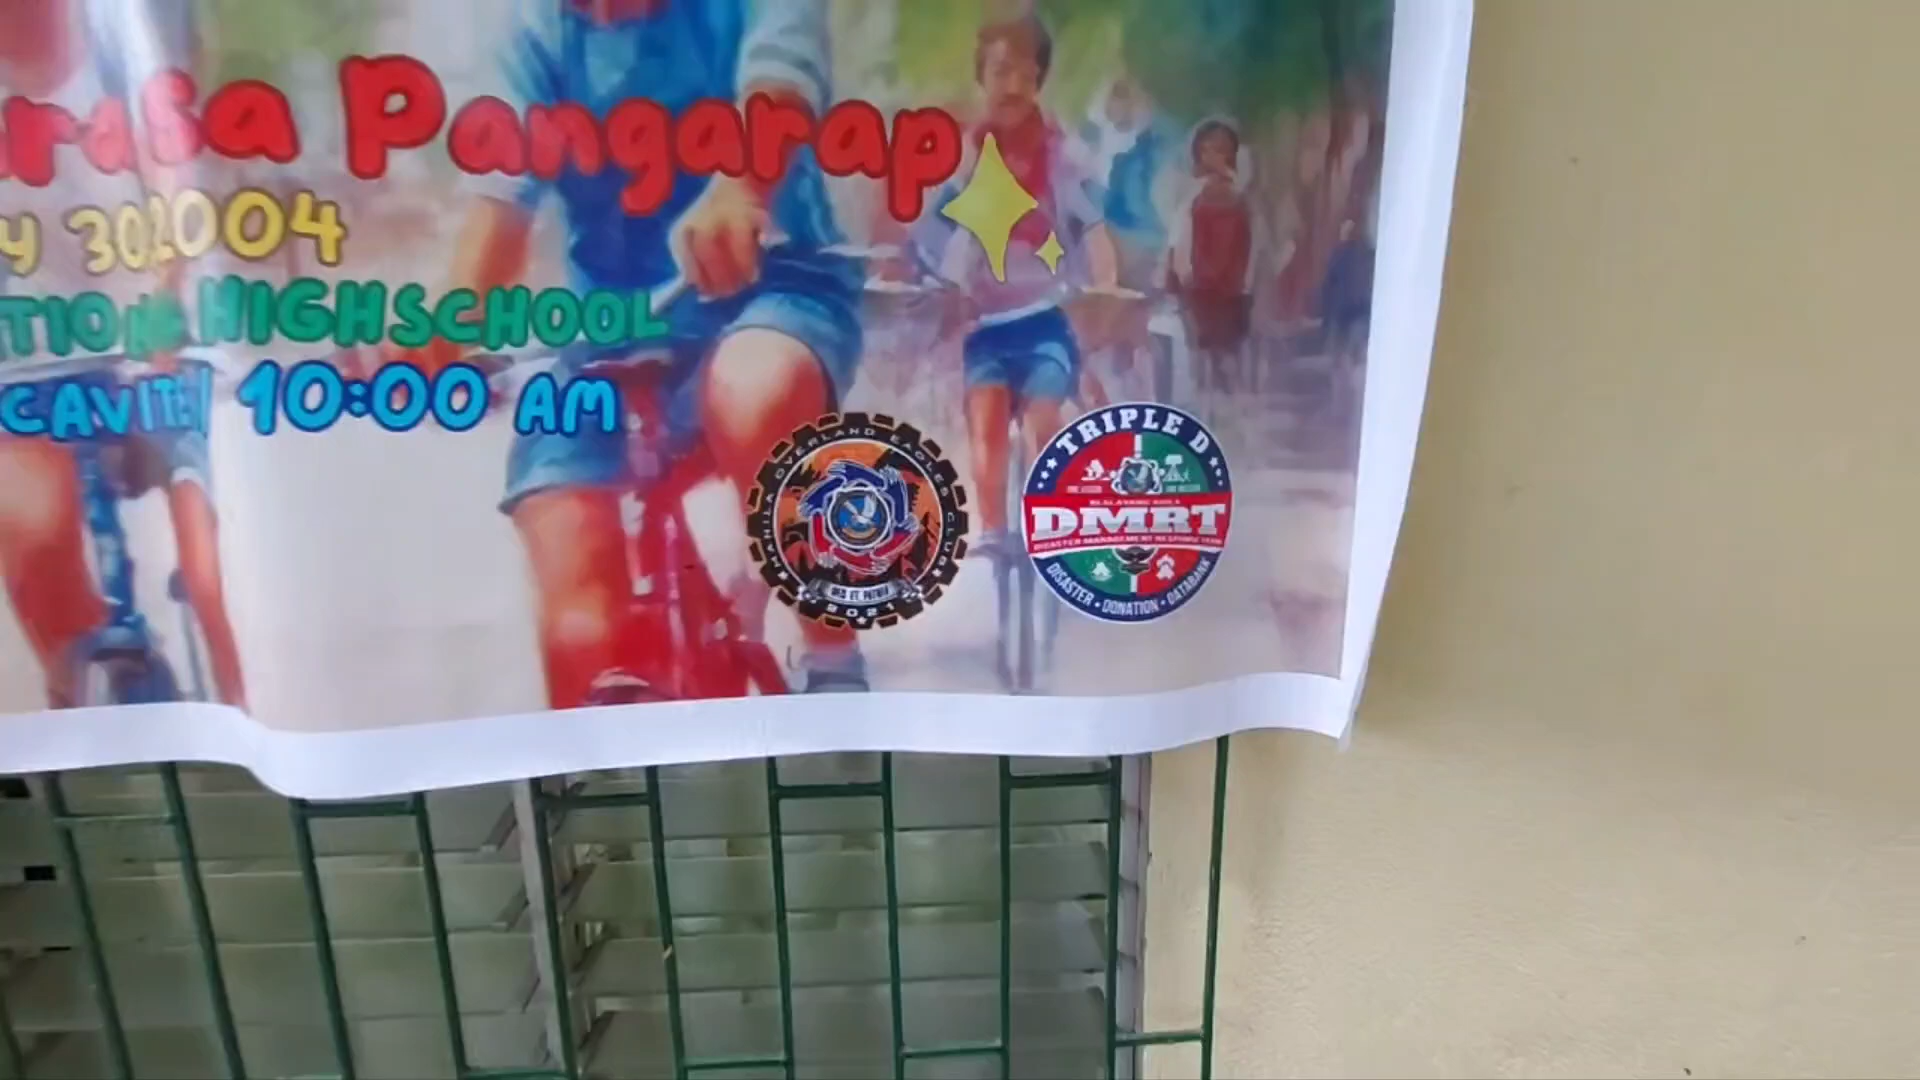 Pangarap
30,2004
HIGHSCHOOL
CAVITE/ 10:00 AM
MANILA OVERLAND EAGLES CLUB
2021
TRIPLE D
DMRT
DISASTER MANAGEMENT RESPONSE TEAM
DISASTER • DONATION • DATABANK